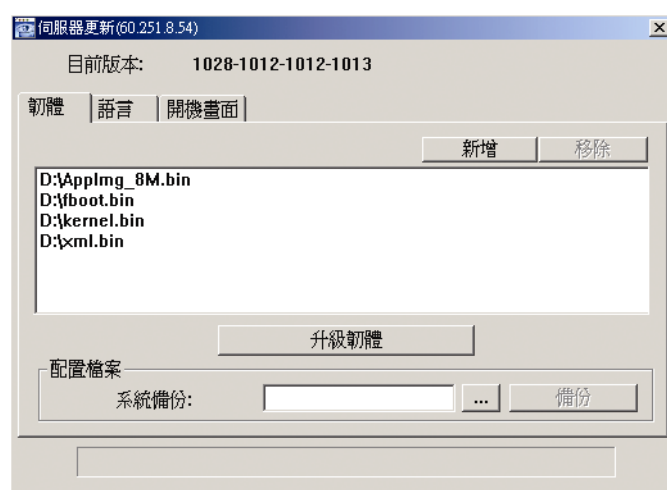 伺服器更新(60.251.8.54)
目前版本: 1028-1012-1012-1013
韌體 語言 開機畫面
新增 移除
D:\AppImg_8M.bin
D:\fboot.bin
D:\kernel.bin
D:\xml.bin
升級韌體
配置檔案
系統備份: ... 備份